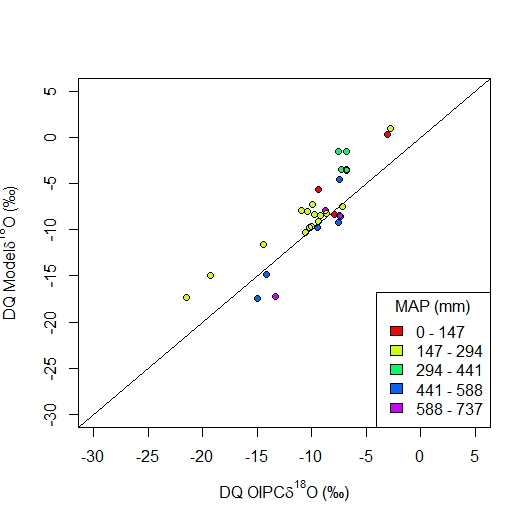 5
0
-5
-10
-15
-20
-25
-30
DQ Modelδ¹⁸O (‰)
-30 -25 -20 -15 -10 -5 0 5
DQ OIPCδ¹⁸O (‰)
MAP (mm)
0 - 147
147 - 294
294 - 441
441 - 588
588 - 737